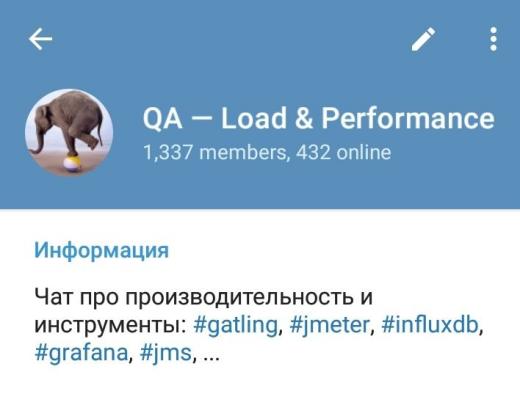 QA — Load & Performance
1,337 members, 432 online
Информация
Чат про производительность и
инструменты: #gatling, #jmeter, #influxdb,
#grafana, #jms, ...